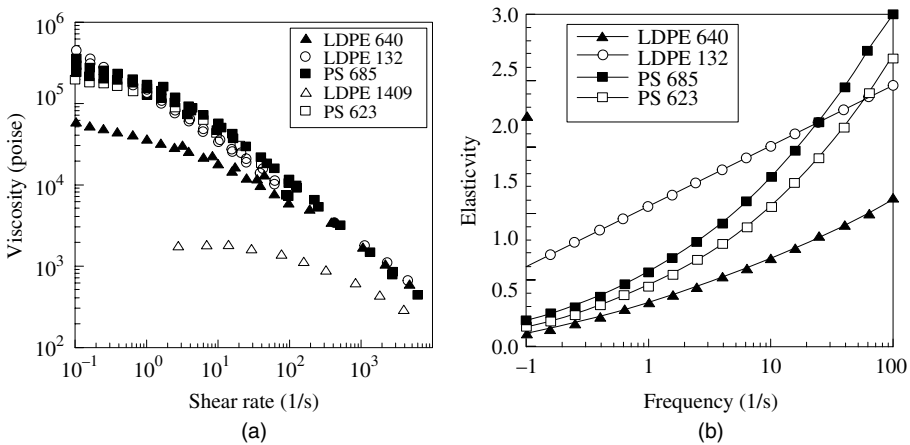 10^6
10^5
10^4
10^3
10^2
Viscosity (poise)
LDPE 640
LDPE 132
PS 685
LDPE 1409
PS 623
10^-1
10^0
10^1
10^2
10^3
Shear rate (1/s)
(a)
3.0
2.5
2.0
1.5
1.0
0.5
0.0
Elasticvity
LDPE 640
LDPE 132
PS 685
PS 623
–1
1
10
100
Frequency (1/s)
(b)